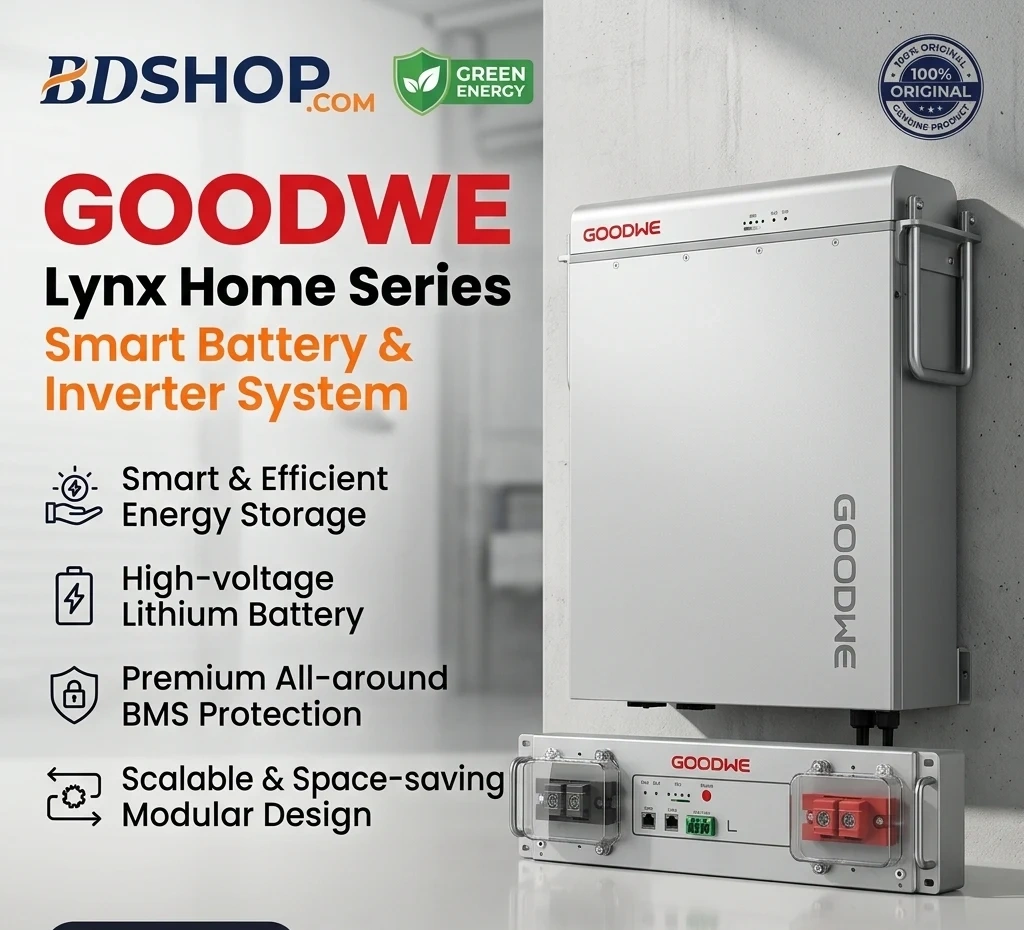 BDSHOP.COM
GREEN
ENERGY
100% ORIGINAL
100%
ORIGINAL
GENUINE PRODUCT
GOODWE
Lynx Home Series
Smart Battery &
Inverter System
Smart & Efficient
Energy Storage
High-voltage
Lithium Battery
Premium All-around
BMS Protection
Scalable & Space-saving
Modular Design
GOODWE
GOODWE
GOODWE